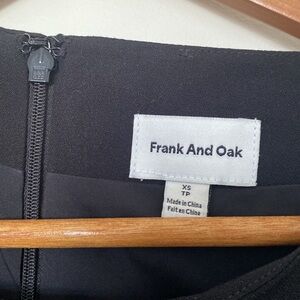 Frank And Oak
XS
TP
Made in China
Fait en Chine